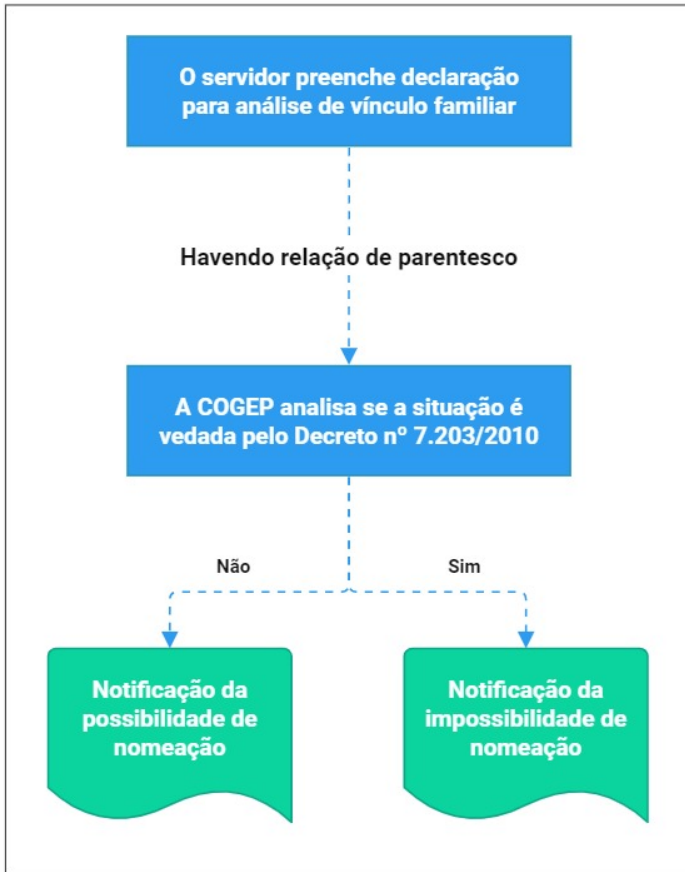 O servidor preenche declaração
para análise de vínculo familiar
Havendo relação de parentesco
A COGEP analisa se a situação é
vedada pelo Decreto nº 7.203/2010
Não
Sim
Notificação da
possibilidade de
nomeação
Notificação da
impossibilidade de
nomeação